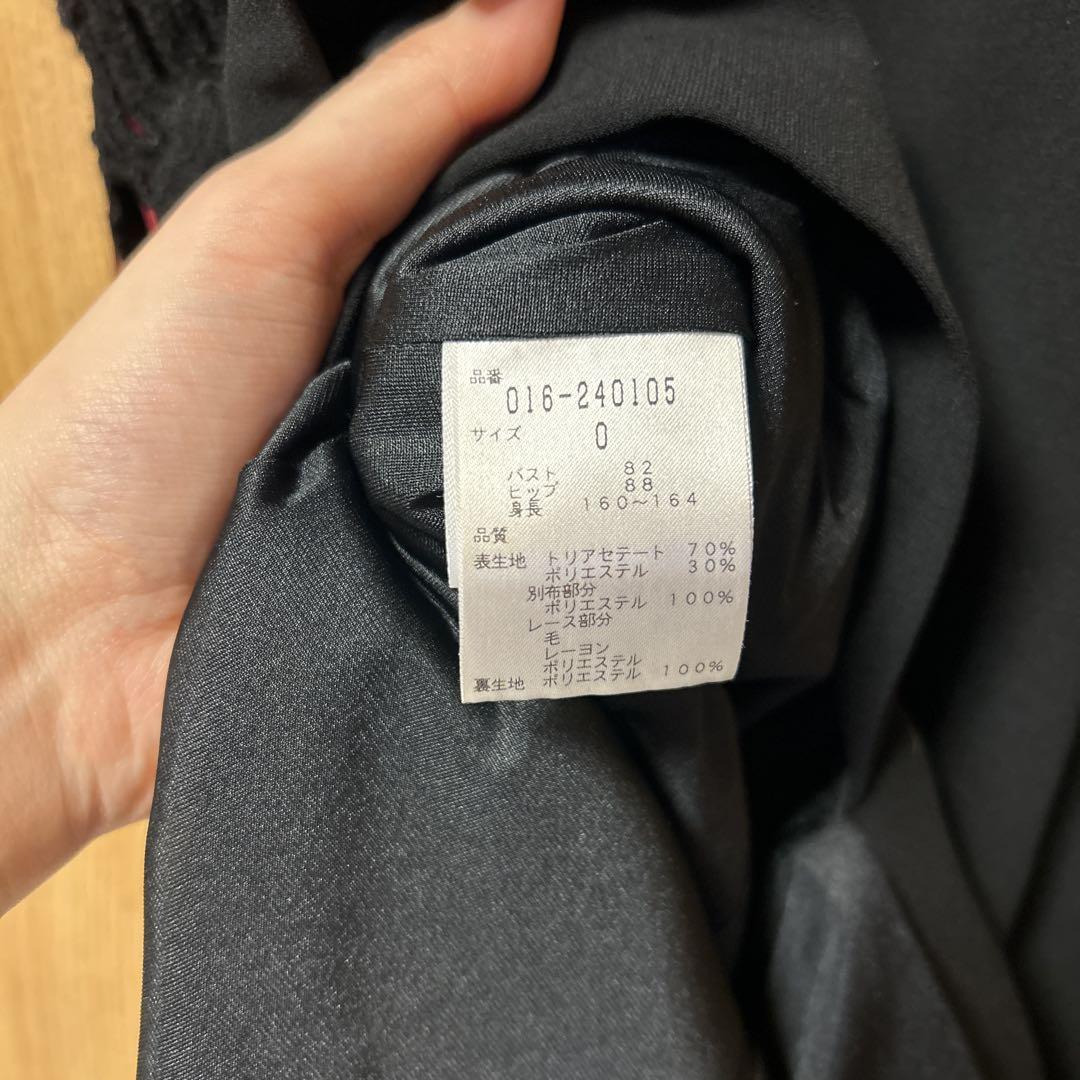 品番
016-240105
サイズ 0
バスト 82
ヒップ 88
身長 160〜164
品質
表生地 トリアセテート 70%
ポリエステル 30%
別布部分
ポリエステル 100%
レース部分
毛
レーヨン
ポリエステル
裏生地 ポリエステル 100%